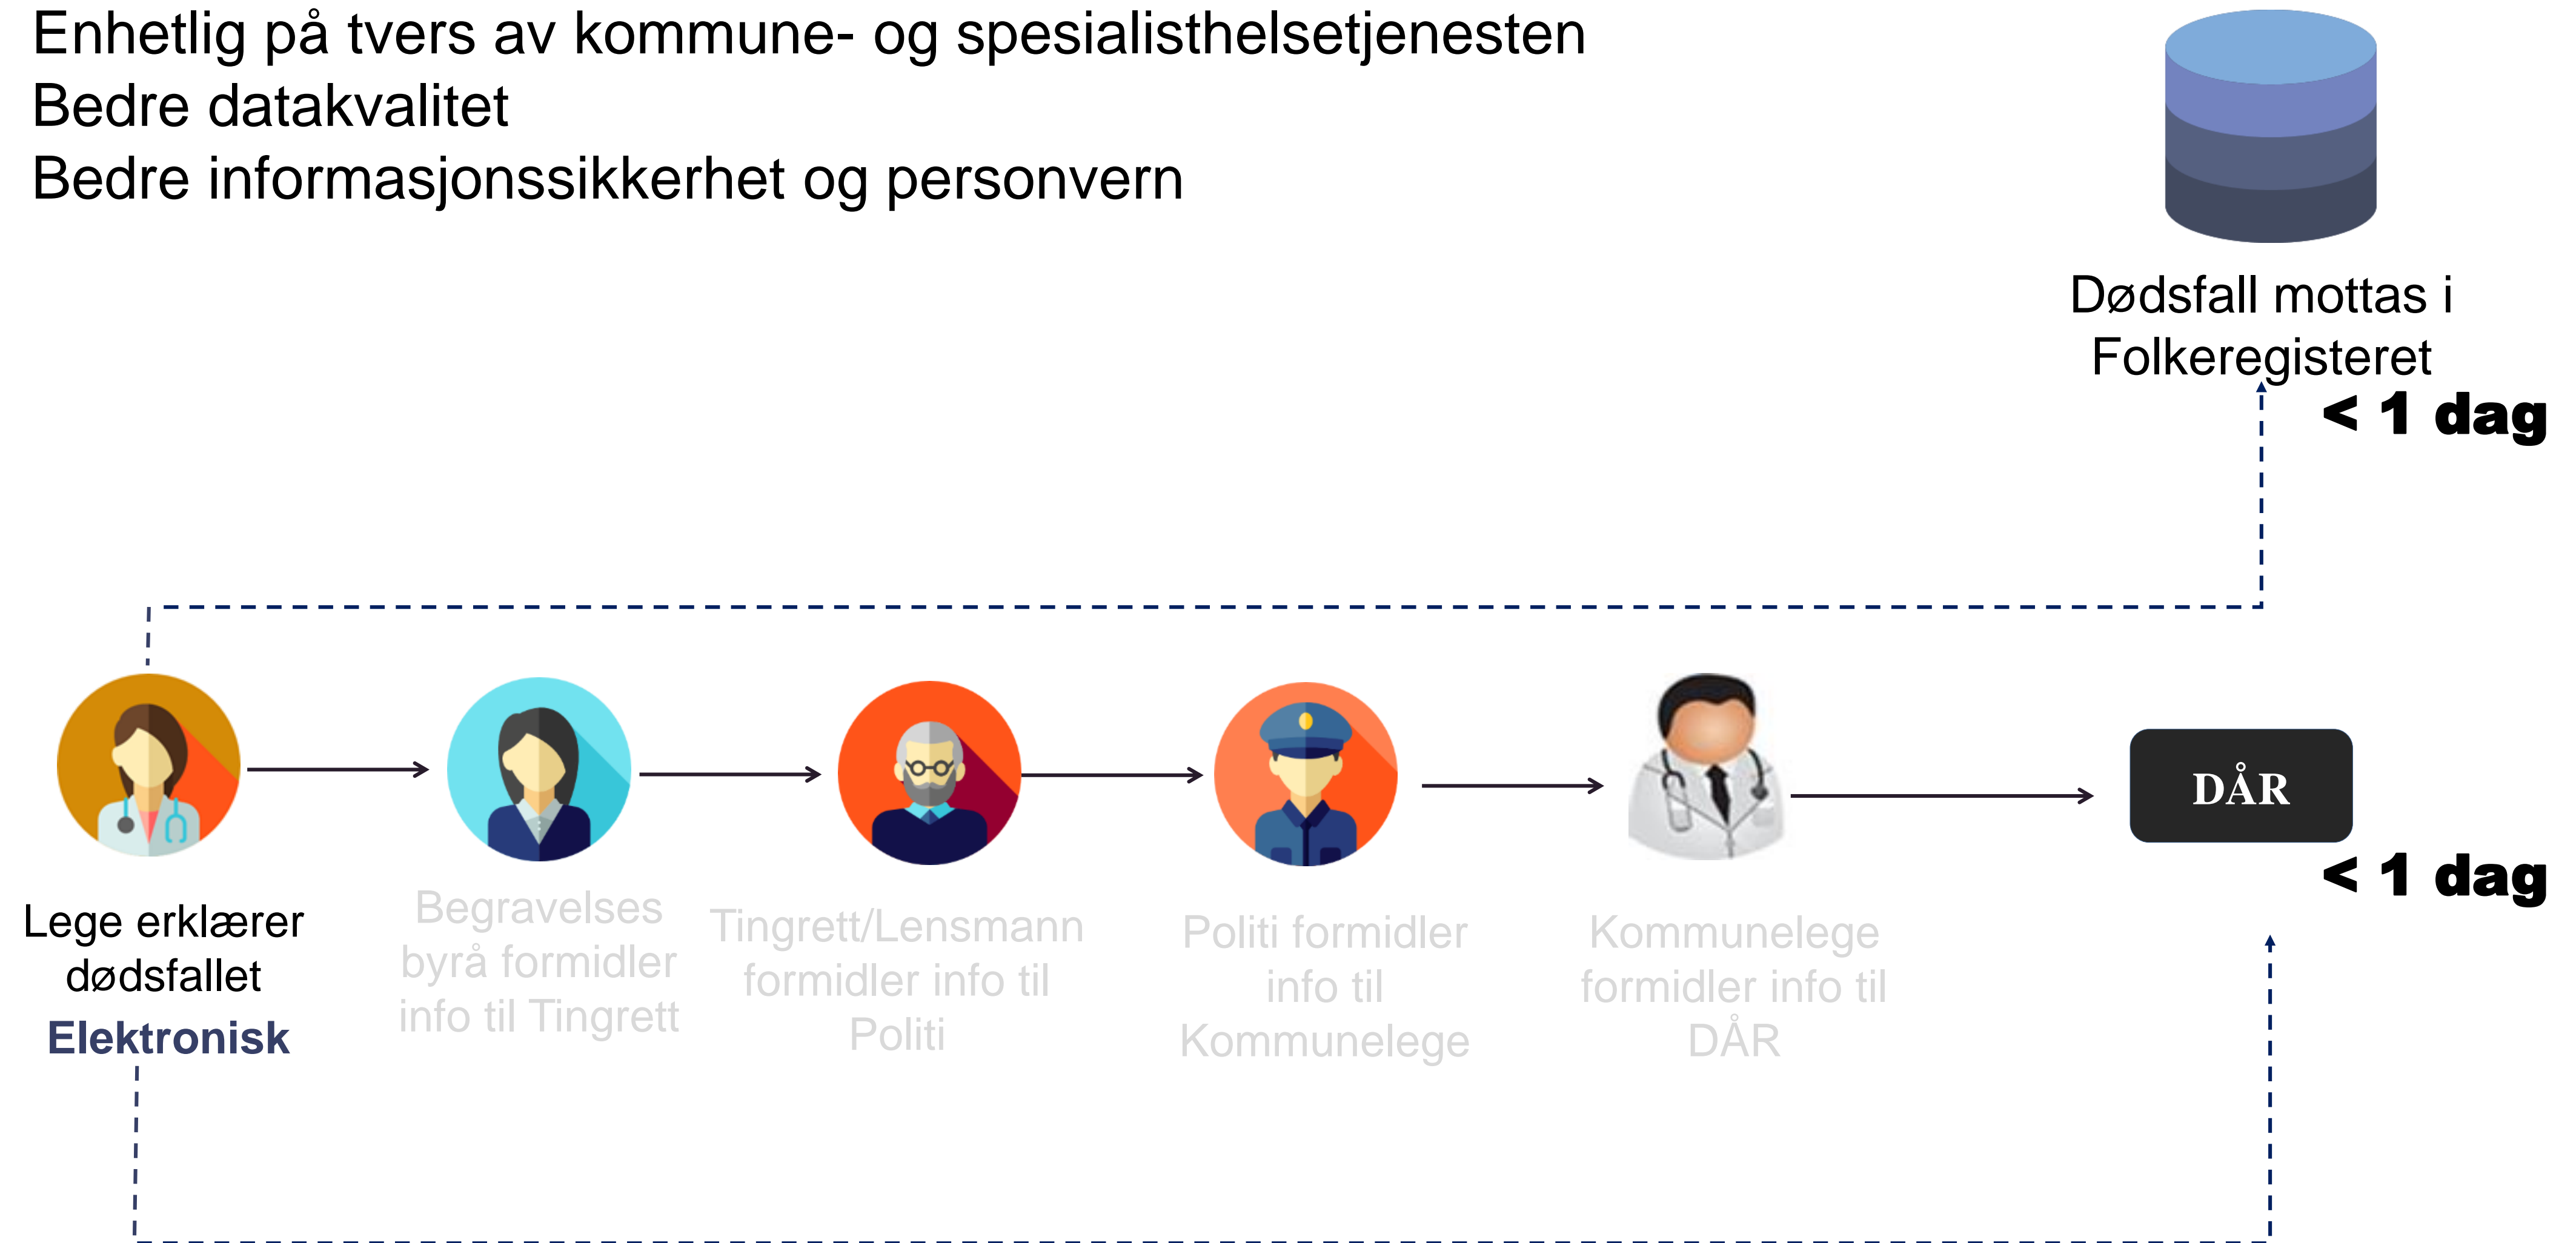 Enhetlig på tvers av kommune- og spesialisthelsetjenesten
Bedre datakvalitet
Bedre informasjonssikkerhet og personvern
Dødsfall mottas i
Folkeregisteret
< 1 dag
DÅR
< 1 dag
Lege erklærer
dødsfallet
Elektronisk
Begravelses
byrå formidler
info til Tingrett
Tingrett/Lensmann
formidler info til
Politi
Politi formidler
info til
Kommunelege
Kommunelege
formidler info til
DÅR